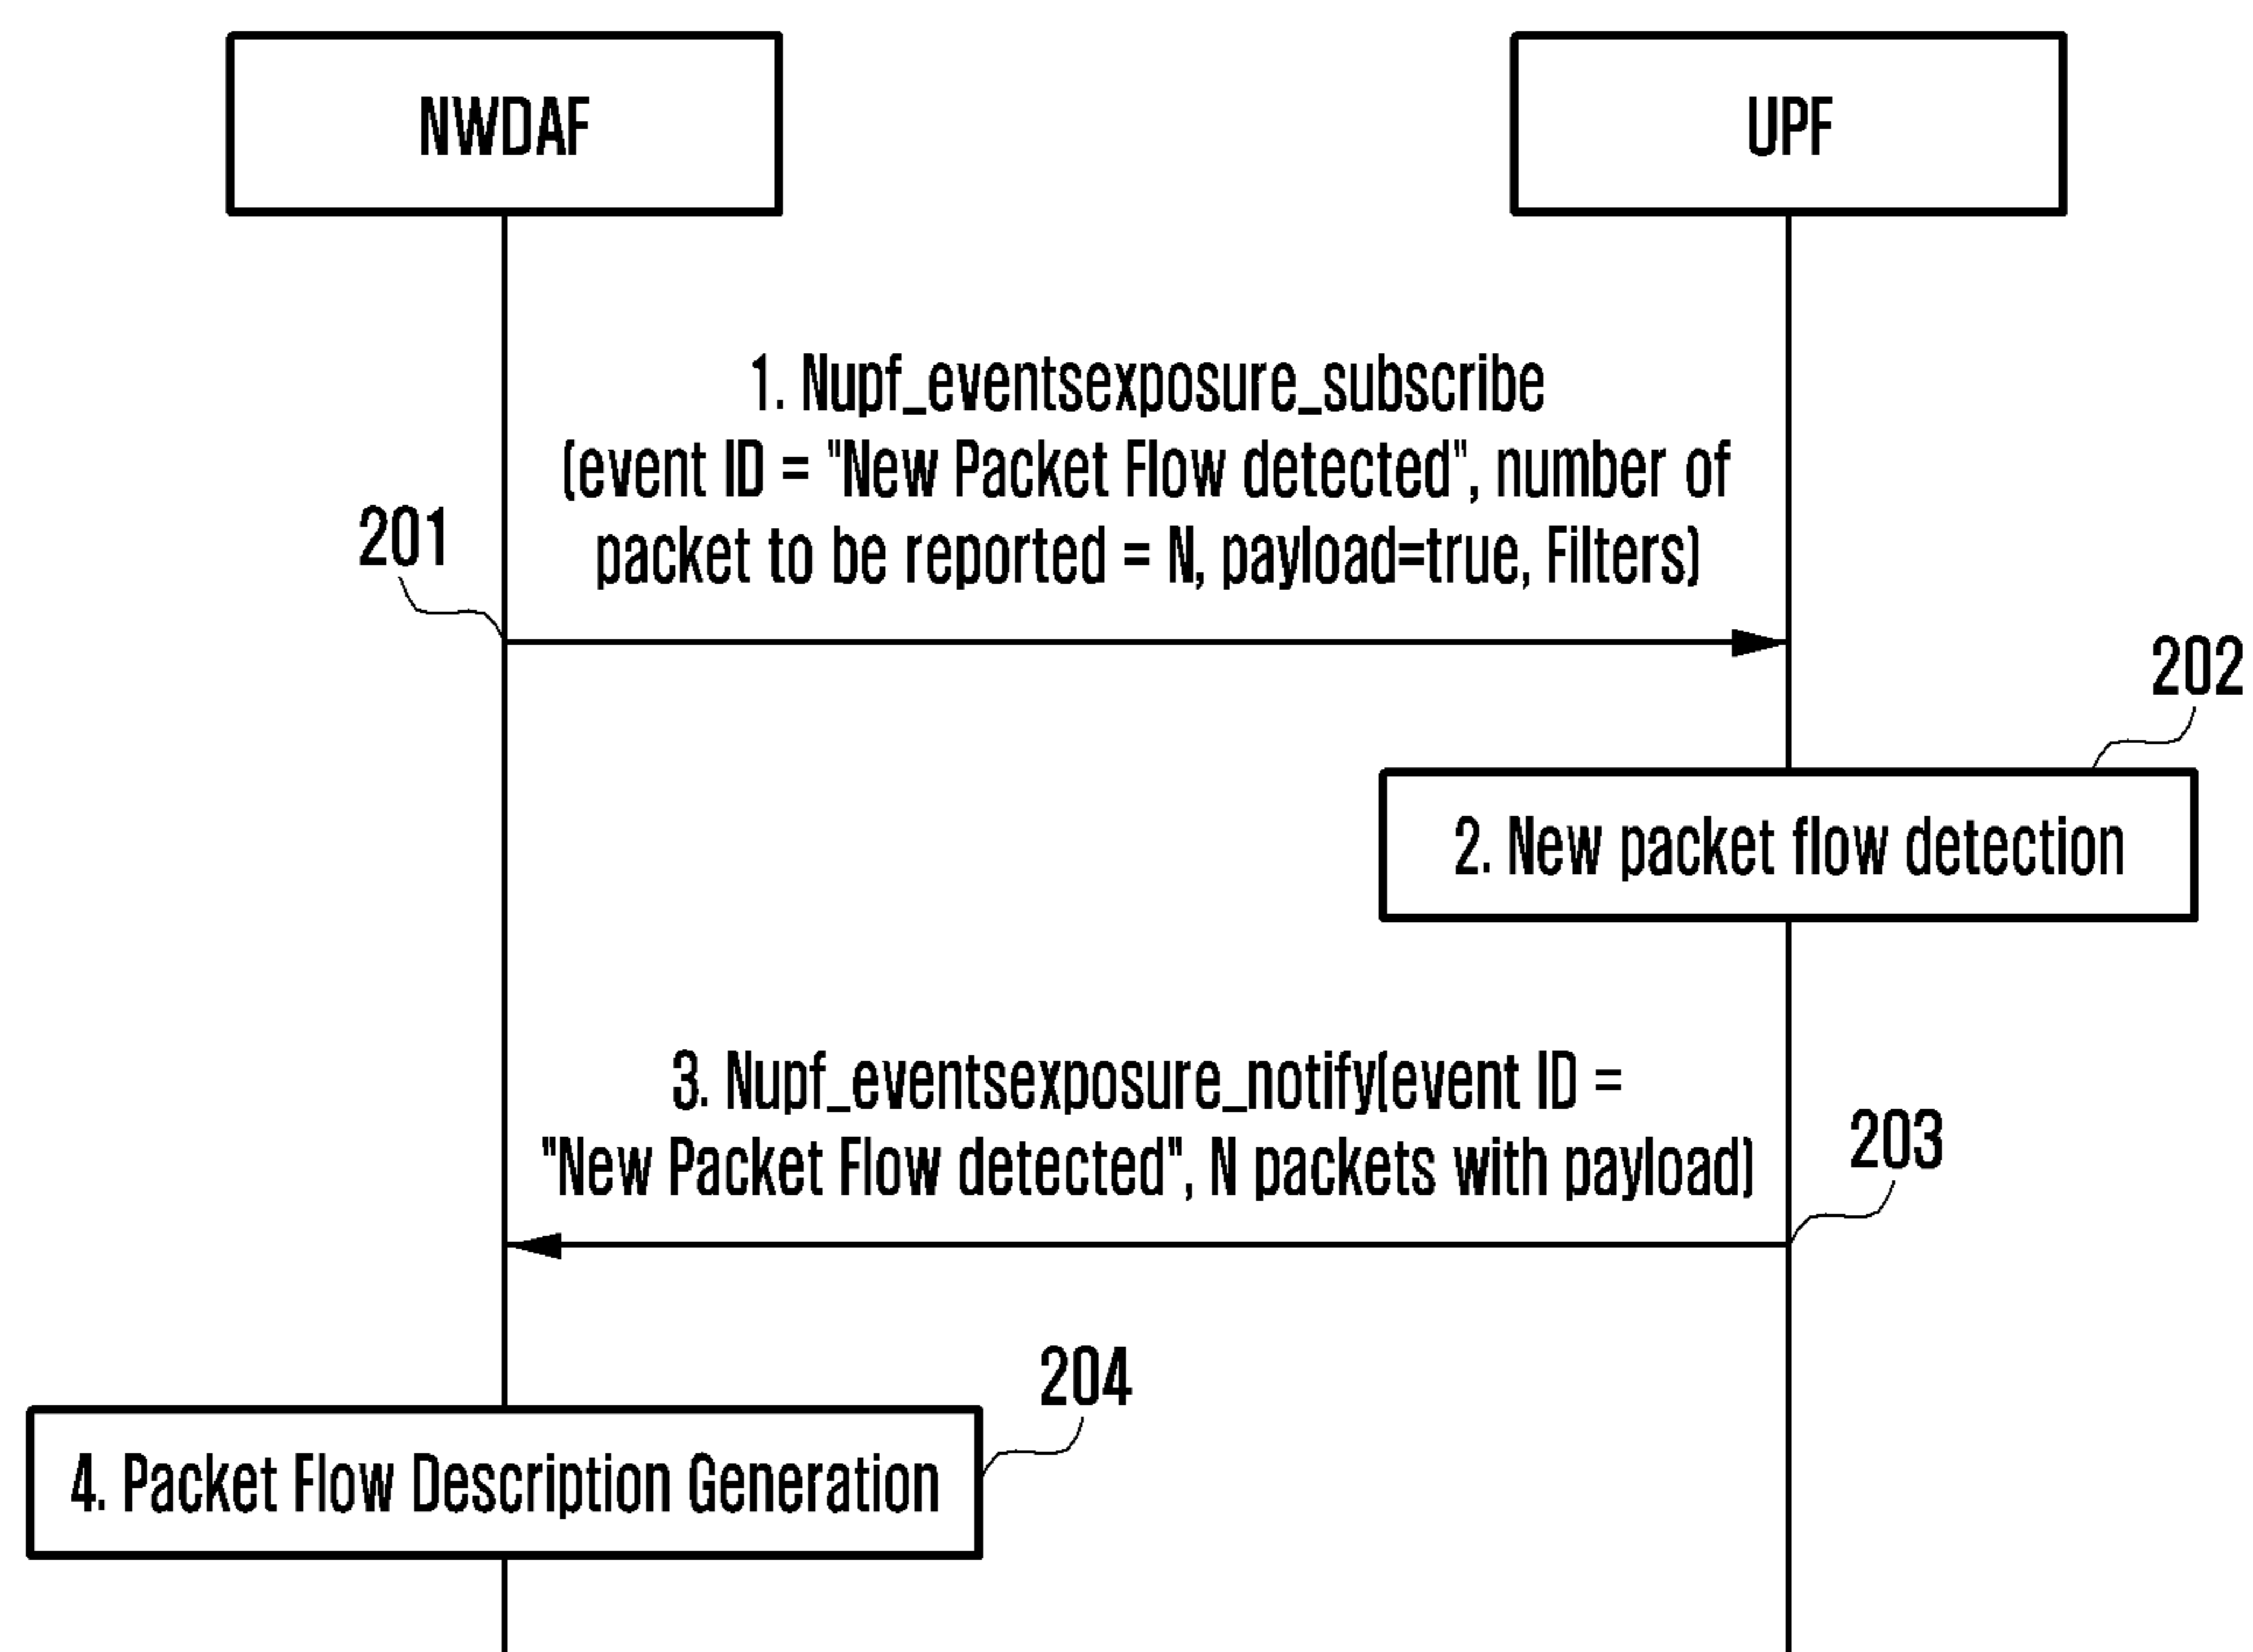 NWDAF
UPF
1. Nupf_eventsexposure_subscribe
(event ID = "New Packet Flow detected", number of
packet to be reported = N, payload=true, Filters)
201
202
2. New packet flow detection
3. Nupf_eventsexposure_notify(event ID =
"New Packet Flow detected", N packets with payload)
203
204
4. Packet Flow Description Generation